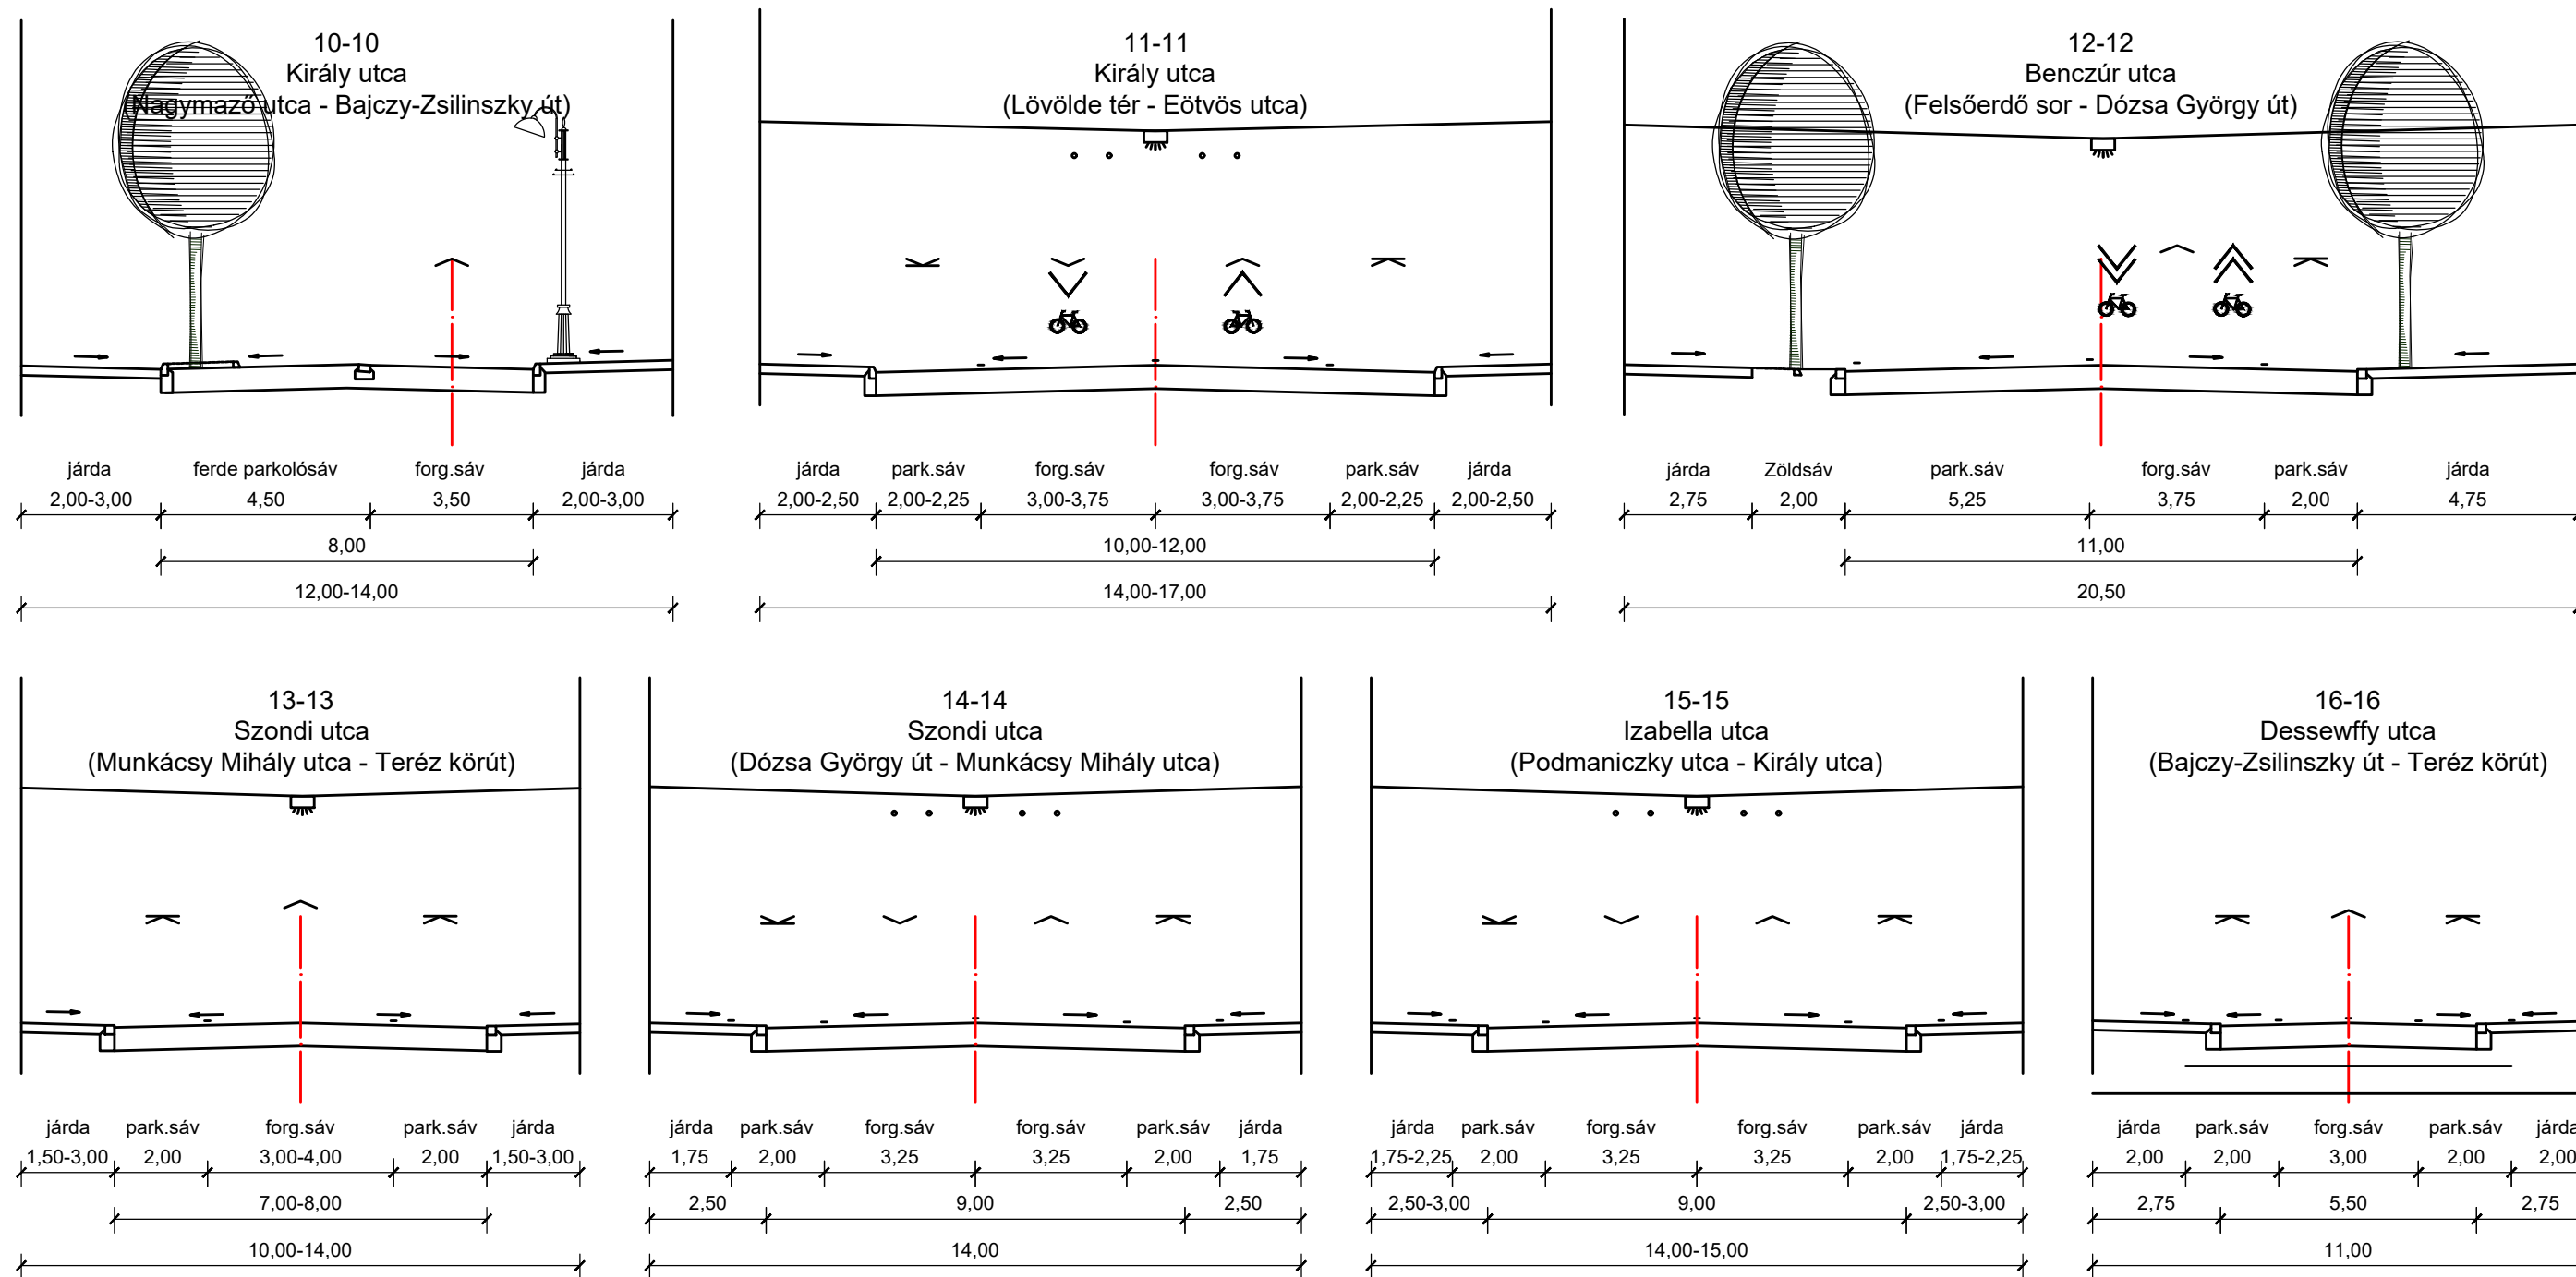 10-10
Király utca
(Nagymező utca - Bajczy-Zsilinszky út)
járda ferde parkolósáv forg.sáv járda
2,00-3,00 4,50 3,50 2,00-3,00
8,00
12,00-14,00
11-11
Király utca
(Lövölde tér - Eötvös utca)
járda park.sáv forg.sáv forg.sáv park.sáv járda
2,00-2,50 2,00-2,25 3,00-3,75 3,00-3,75 2,00-2,25 2,00-2,50
10,00-12,00
14,00-17,00
12-12
Benczúr utca
(Felsőerdő sor - Dózsa György út)
járda Zöldsáv park.sáv forg.sáv park.sáv járda
2,75 2,00 5,25 3,75 2,00 4,75
11,00
20,50
13-13
Szondi utca
(Munkácsy Mihály utca - Teréz körút)
járda park.sáv forg.sáv park.sáv járda
1,50-3,00 2,00 3,00-4,00 2,00 1,50-3,00
7,00-8,00
10,00-14,00
14-14
Szondi utca
(Dózsa György út - Munkácsy Mihály utca)
járda park.sáv forg.sáv forg.sáv park.sáv járda
1,75 2,00 3,25 3,25 2,00 1,75
2,50 9,00 2,50
14,00
15-15
Izabella utca
(Podmaniczky utca - Király utca)
járda park.sáv forg.sáv forg.sáv park.sáv járda
1,75-2,25 2,00 3,25 3,25 2,00 1,75-2,25
2,50-3,00 9,00 2,50-3,00
14,00-15,00
16-16
Dessewffy utca
(Bajczy-Zsilinszky út - Teréz körút)
járda park.sáv forg.sáv park.sáv járda
2,00 2,00 3,00 2,00 2,00
2,75 5,50 2,75
11,00